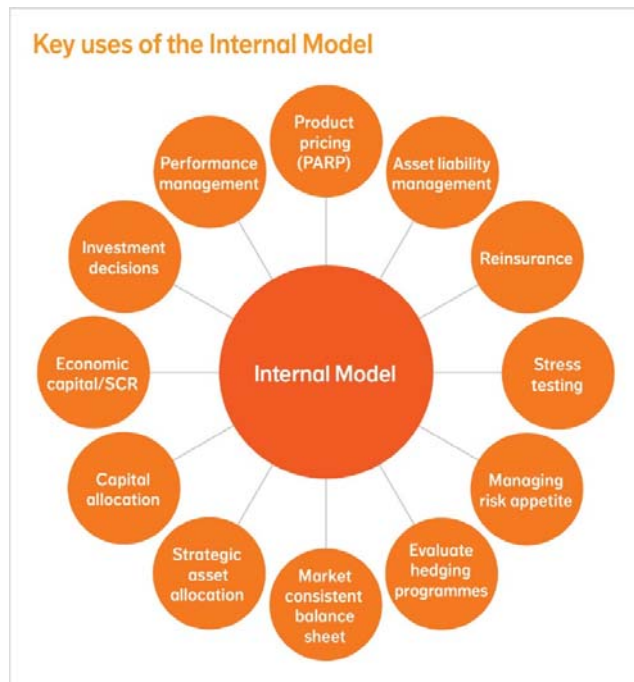 Key uses of the Internal Model
Product
pricing
(PARP)
Asset liability
management
Reinsurance
Stress
testing
Managing
risk appetite
Evaluate
hedging
programmes
Market
consistent
balance
sheet
Strategic
asset
allocation
Capital
allocation
Economic
capital/SCR
Investment
decisions
Performance
management
Internal Model